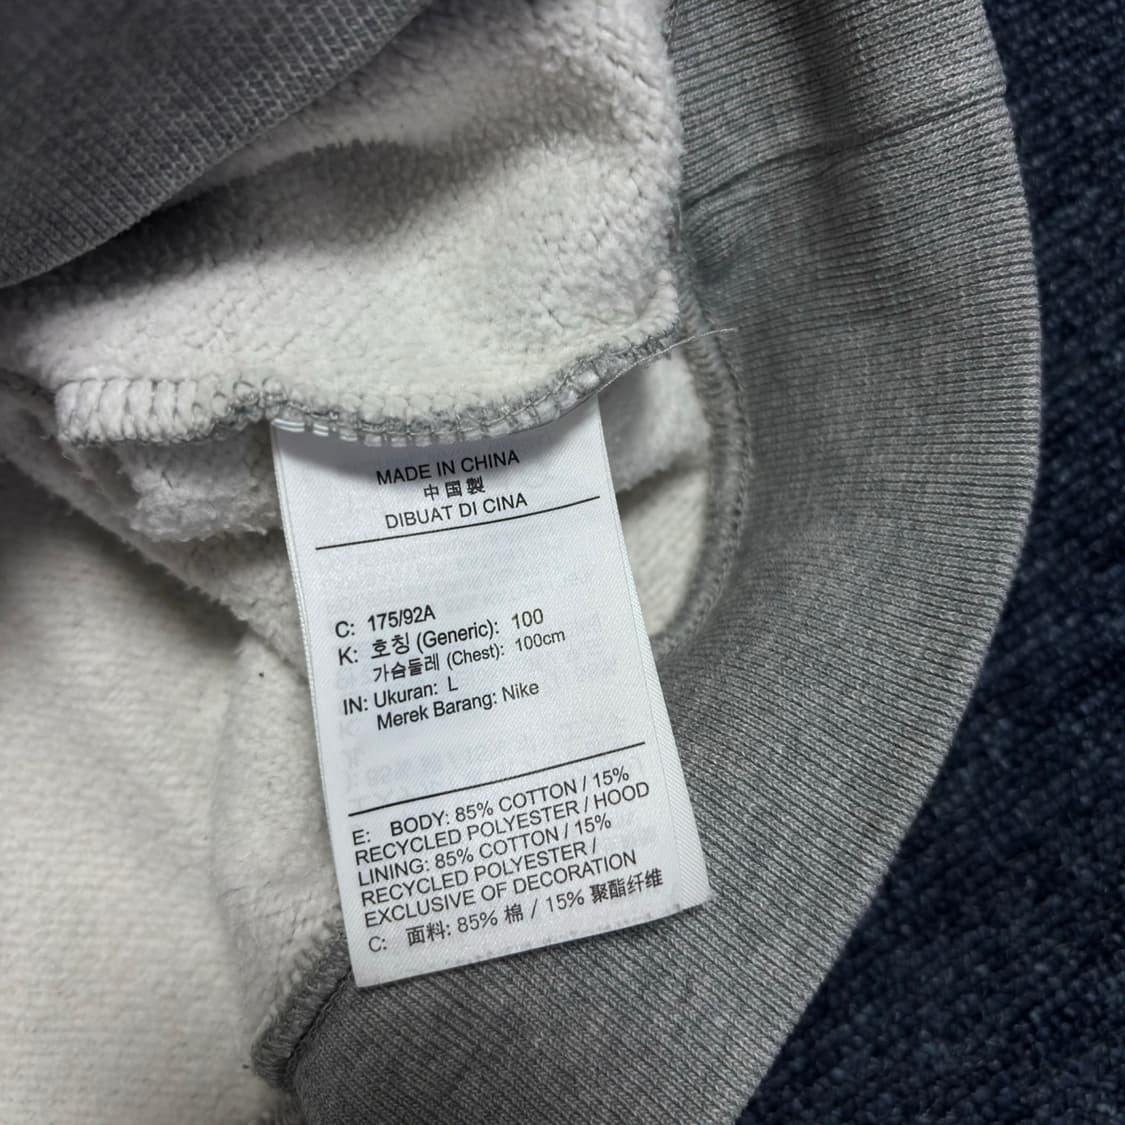 MADE IN CHINA
中国製
DIBUAT DI CINA
C: 175/92A
K: 호칭 (Generic): 100
가슴둘레 (Chest): 100cm
IN: Ukuran: L
Merek Barang: Nike
E: BODY: 85% COTTON / 15%
RECYCLED POLYESTER / HOOD
LINING: 85% COTTON / 15%
RECYCLED POLYESTER /
EXCLUSIVE OF DECORATION
C: 面料: 85% 棉 / 15% 聚酯纤维